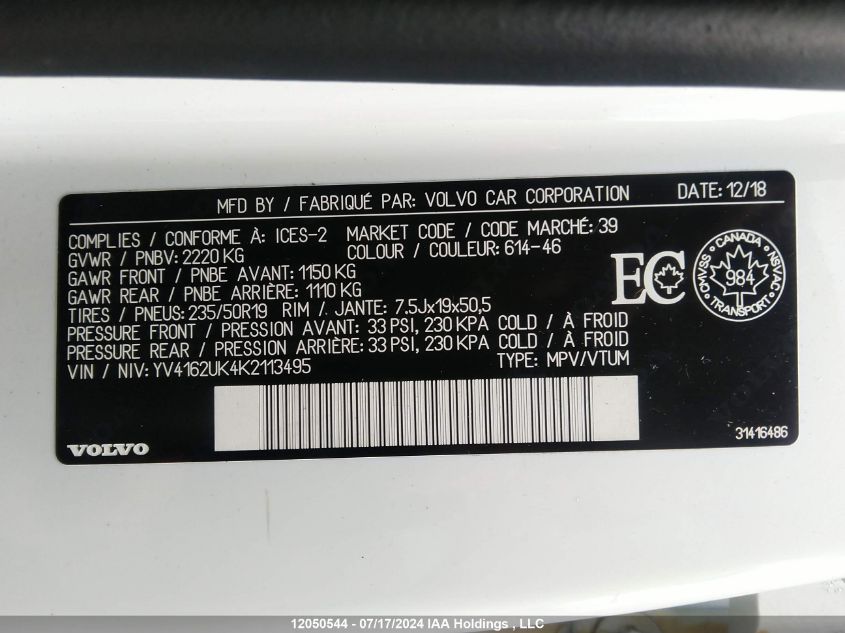 MFD BY / FABRIQUÉ PAR: VOLVO CAR CORPORATION DATE: 12/18
COMPLIES / CONFORME À: ICES-2 MARKET CODE / CODE MARCHÉ: 39
GVWR / PNBV: 2220 KG COLOUR / COULEUR: 614-46
GAWR FRONT / PNBE AVANT: 1150 KG
GAWR REAR / PNBE ARRIÈRE: 1110 KG
TIRES / PNEUS: 235/50R19 RIM / JANTE: 7.5Jx19x50,5
PRESSURE FRONT / PRESSION AVANT: 33 PSI, 230 KPA COLD / À FROID
PRESSURE REAR / PRESSION ARRIÈRE: 33 PSI, 230 KPA COLD / À FROID
VIN / NIV: YV4162UK4K2113495 TYPE: MPV/VTUM
EC
CANADA
CMVSS
984
NSVAC
TRANSPORT
VOLVO
31416486
12050544 - 07/17/2024 IAA Holdings , LLC